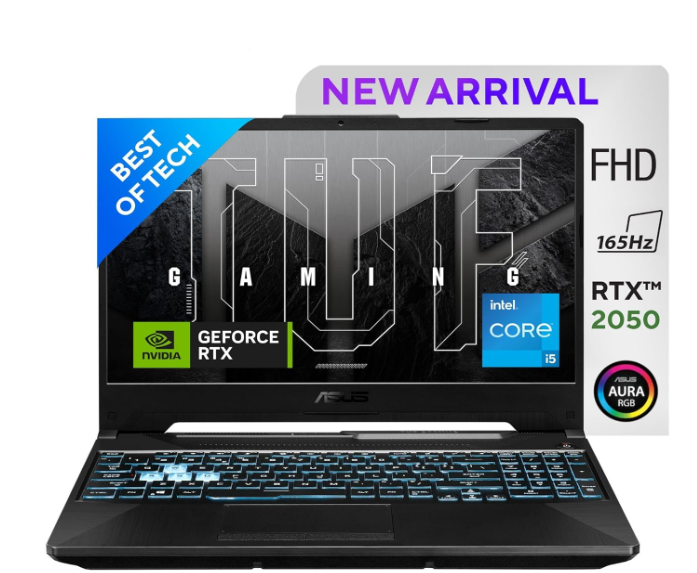 NEW ARRIVAL
BEST
OF TECH
FHD
165Hz
RTX™
2050
TUF
GAMING
intel.
CORE
i5
NVIDIA
GEFORCE
RTX
ASUS
ASUS
AURA
RGB